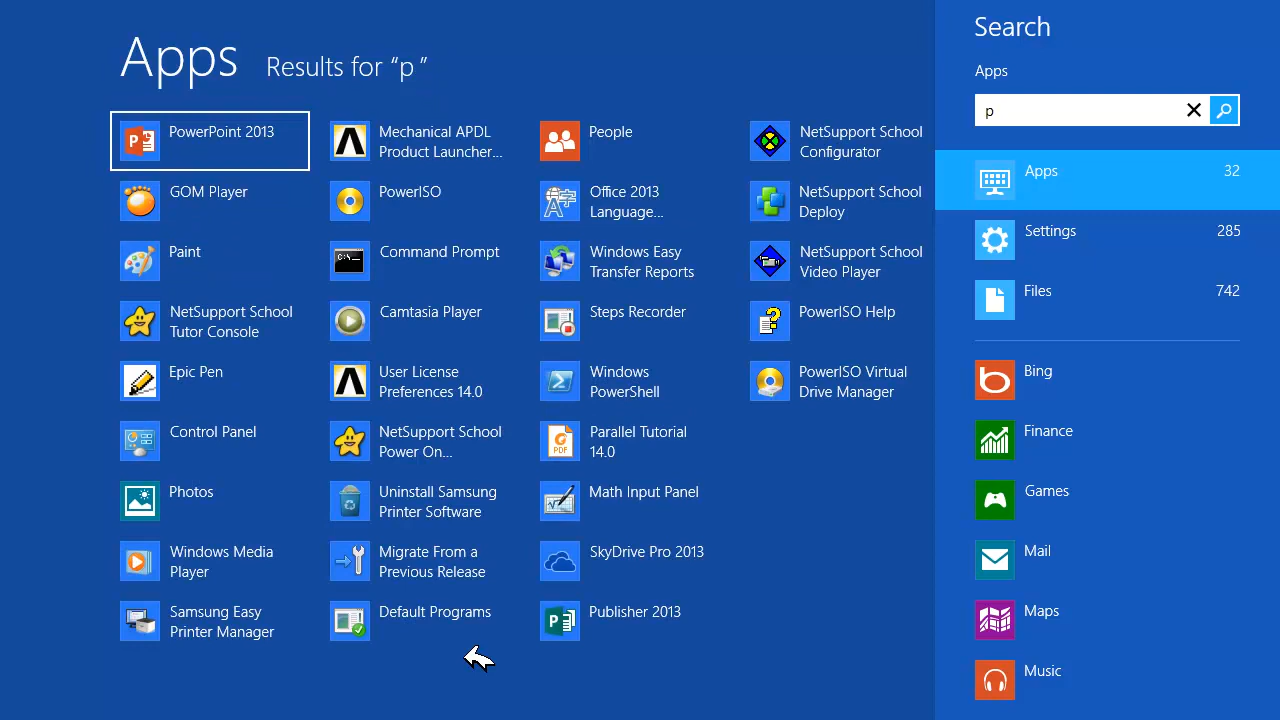 Apps Results for “p ”
PowerPoint 2013
GOM Player
Paint
NetSupport School
Tutor Console
Epic Pen
Control Panel
Photos
Windows Media
Player
Samsung Easy
Printer Manager
Mechanical APDL
Product Launcher...
PowerISO
Command Prompt
C:\.
Camtasia Player
User License
Preferences 14.0
NetSupport School
Power On...
Uninstall Samsung
Printer Software
Migrate From a
Previous Release
Default Programs
People
Office 2013
Language...
Windows Easy
Transfer Reports
Steps Recorder
Windows
PowerShell
Parallel Tutorial
14.0
PDF
Math Input Panel
SkyDrive Pro 2013
Publisher 2013
NetSupport School
Configurator
NetSupport School
Deploy
NetSupport School
Video Player
PowerISO Help
PowerISO Virtual
Drive Manager
Search
Apps
p
Apps 32
Settings 285
Files 742
Bing
Finance
Games
Mail
Maps
Music